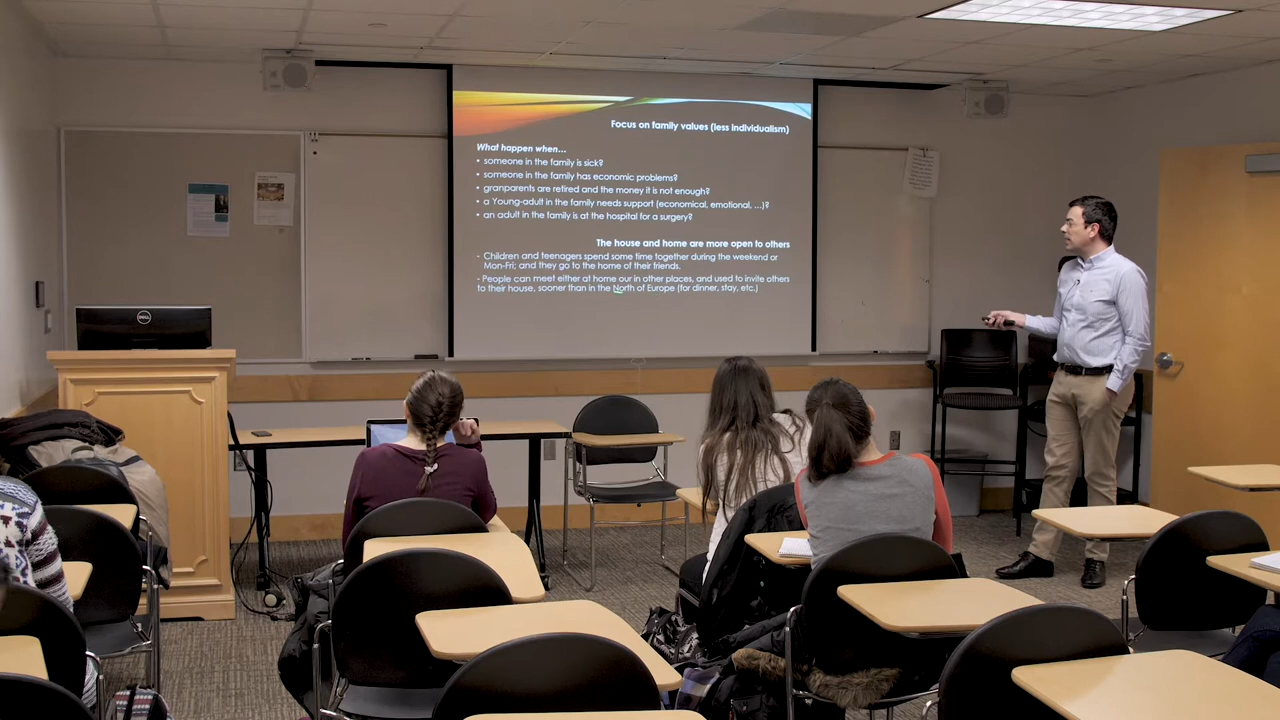 Focus on family values (less individualism)
What happen when...
• someone in the family is sick?
• someone in the family has economic problems?
• granparents are retired and the money it is not enough?
• a Young-adult in the family needs support (economical, emotional, ...)?
• an adult in the family is at the hospital for a surgery?
The house and home are more open to others
- Children and teenagers spend some time together during the weekend or
Mon-Fri; and they go to the home of their friends.
- People can meet either at home our in other places, and used to invite others
to their house, sooner than in the North of Europe (for dinner, stay, etc.)
DELL